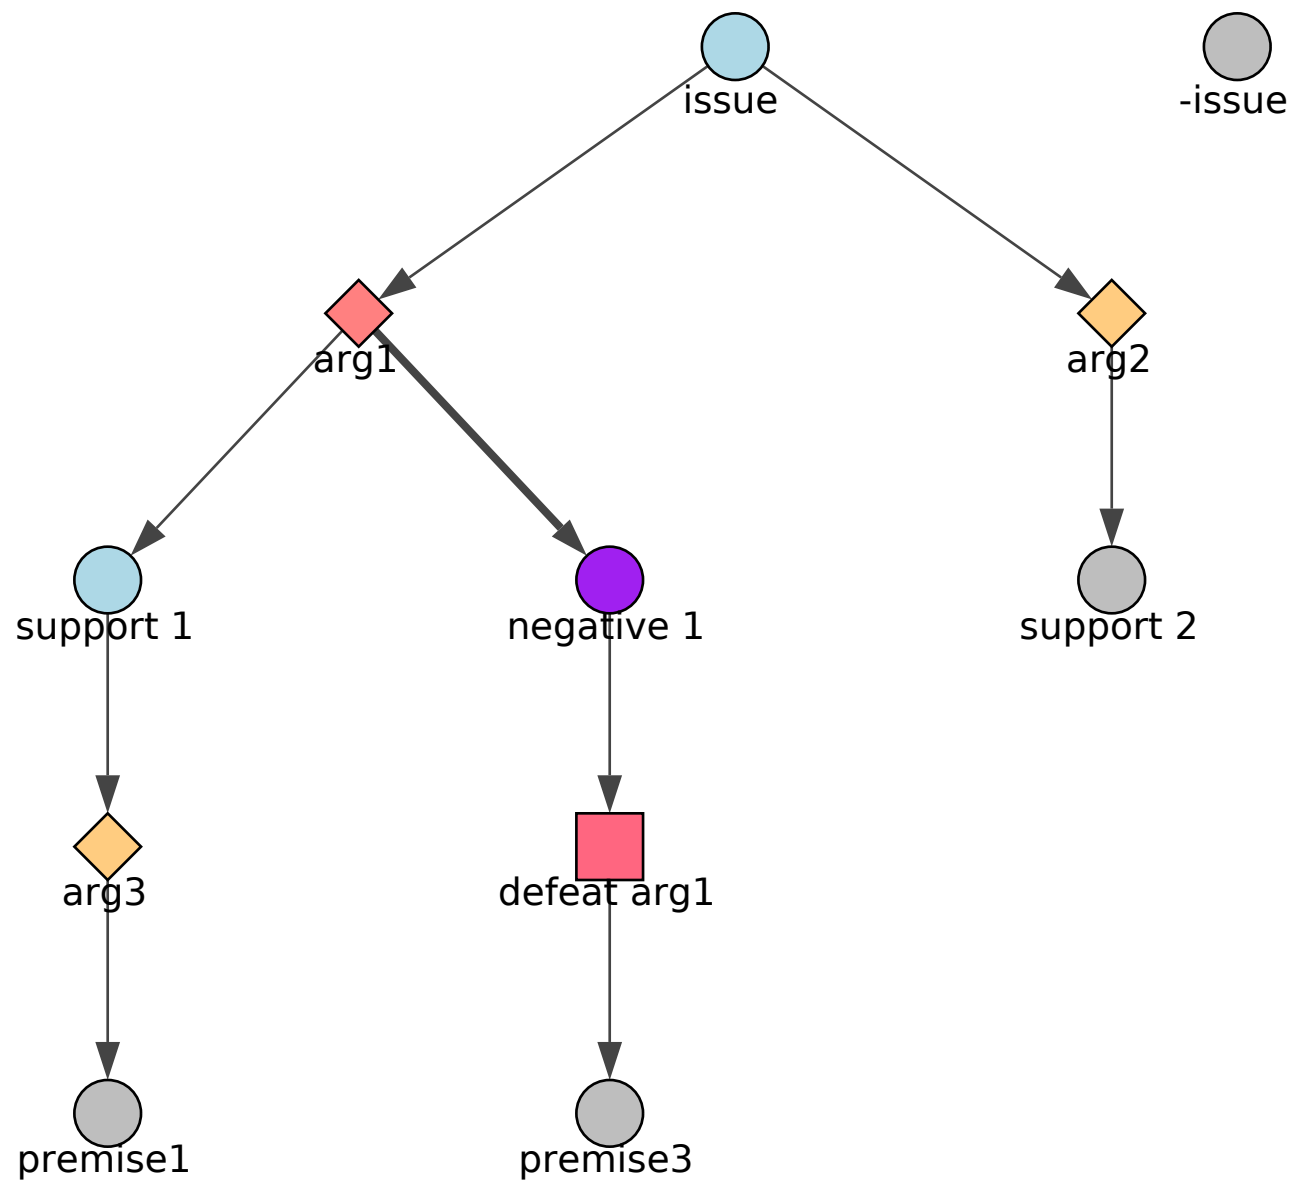 issue
-issue
arg1
arg2
support 1
negative 1
support 2
arg3
defeat arg1
premise1
premise3